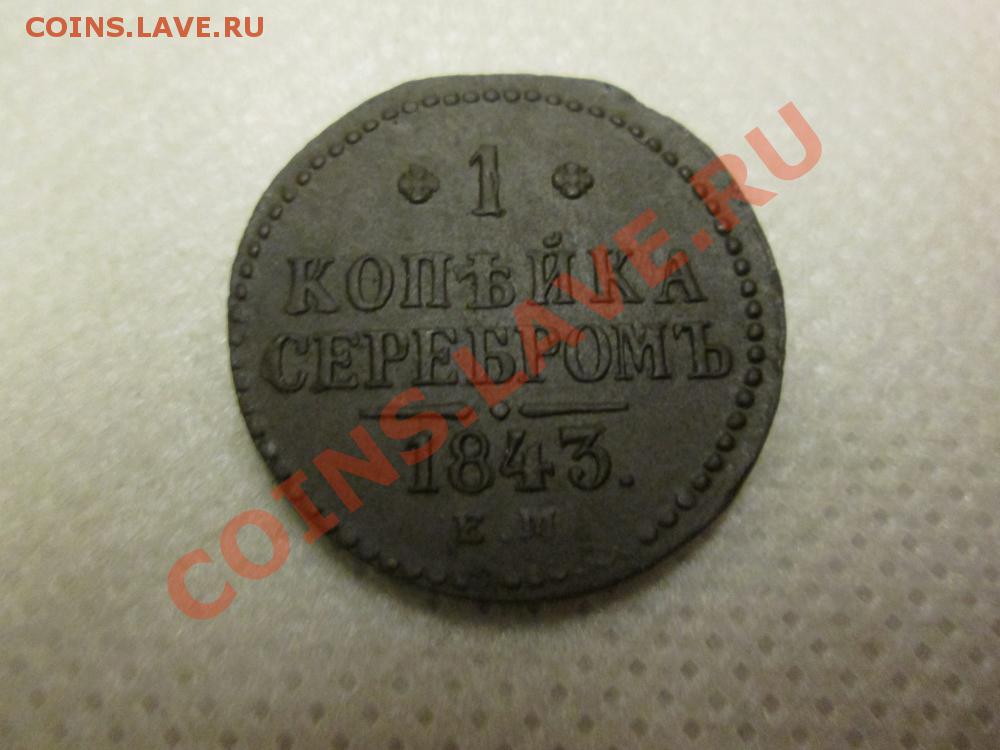 COINS.LAVE.RU
1
КОПѢЙКА
СЕРЕБРОМЪ
1843.
Е М
COINS.LAVE.RU